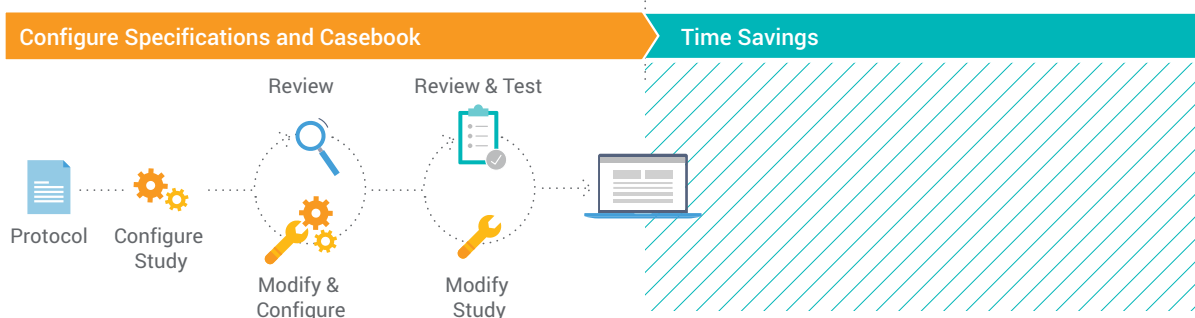 Configure Specifications and Casebook
Time Savings
Review
Review & Test
Protocol
Configure
Study
Modify &
Configure
Modify
Study